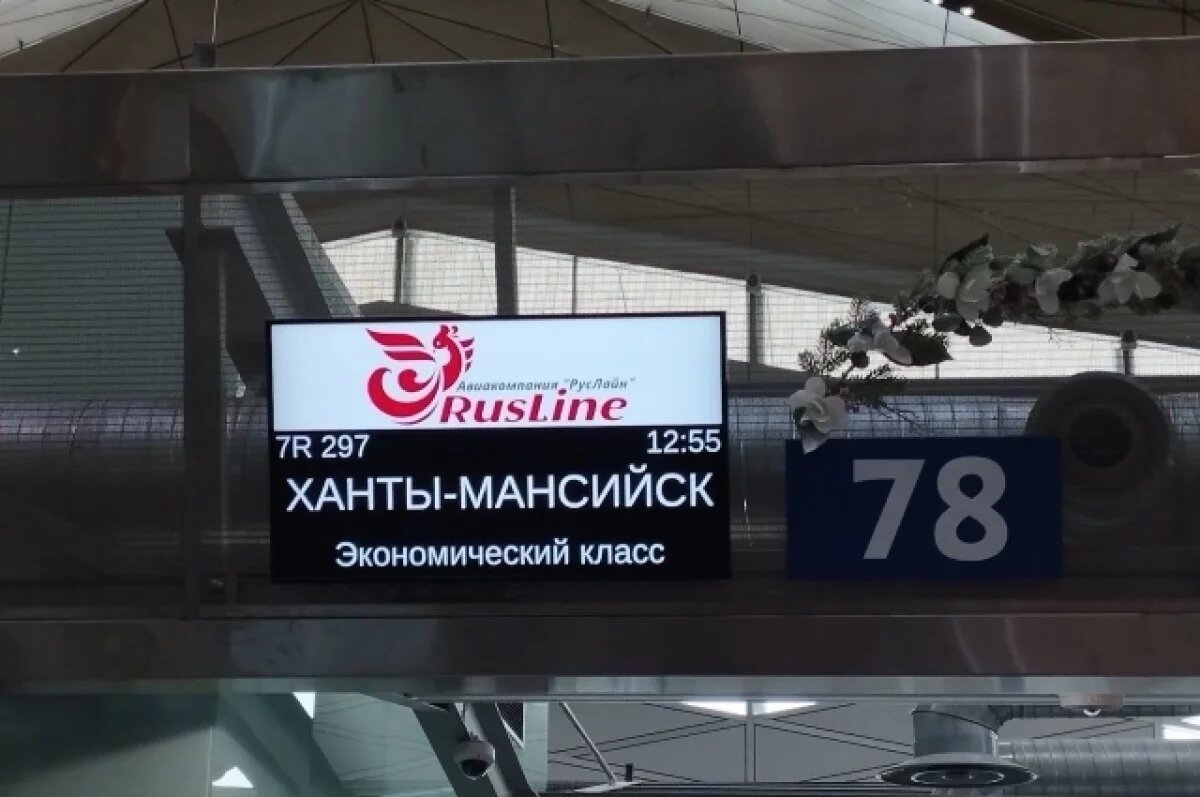 Авиакомпания "РусЛайн"
RusLine
7R 297 12:55
ХАНТЫ-МАНСИЙСК
Экономический класс
78